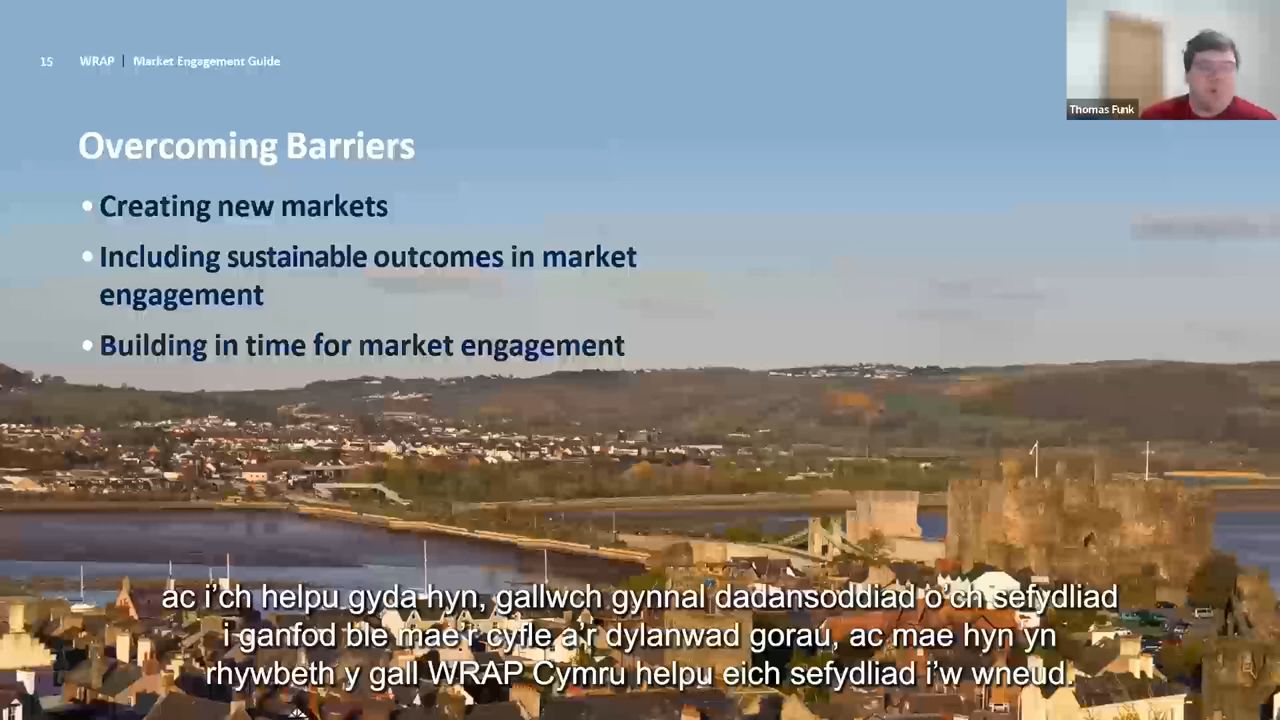 15 WRAP | Market Engagement Guide
Thomas Funk
Overcoming Barriers
• Creating new markets
• Including sustainable outcomes in market
engagement
• Building in time for market engagement
ac i'ch helpu gyda hyn, gallwch gynnal dadansoddiad o'ch sefydliad
i ganfod ble mae'r cyfle a'r dylanwad gorau, ac mae hyn yn
rhywbeth y gall WRAP Cymru helpu eich sefydliad i'w wneud.